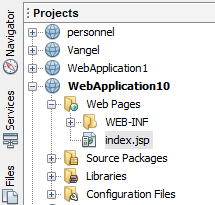 Projects
personnel
Vangel
WebApplication1
WebApplication10
Web Pages
WEB-INF
index.jsp
Source Packages
Libraries
Configuration Files
Navigator
Services
Files